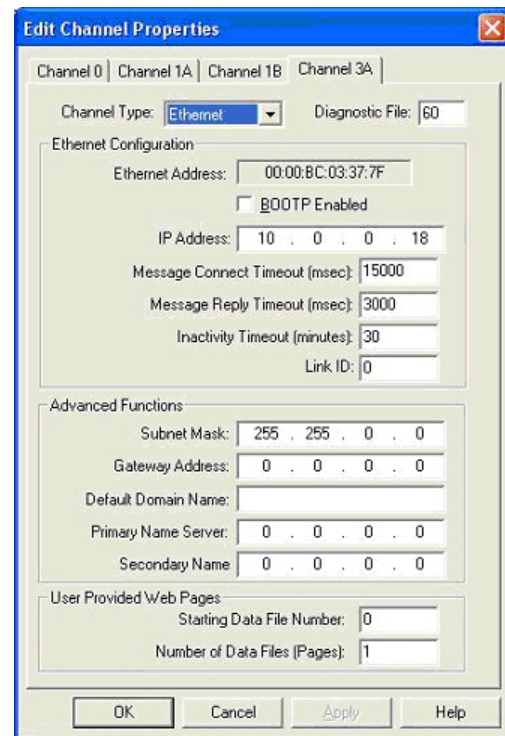 Edit Channel Properties
Channel 0 Channel 1A Channel 1B Channel 3A
Channel Type: Ethernet Diagnostic File: 60
Ethernet Configuration
Ethernet Address: 00:00:BC:03:37:7F
BOOTP Enabled
IP Address: 10 . 0 . 0 . 18
Message Connect Timeout (msec): 15000
Message Reply Timeout (msec): 3000
Inactivity Timeout (minutes): 30
Link ID: 0
Advanced Functions
Subnet Mask: 255 . 255 . 0 . 0
Gateway Address: 0 . 0 . 0 . 0
Default Domain Name:
Primary Name Server: 0 . 0 . 0 . 0
Secondary Name 0 . 0 . 0 . 0
User Provided Web Pages
Starting Data File Number: 0
Number of Data Files (Pages): 1
OK Cancel Apply Help